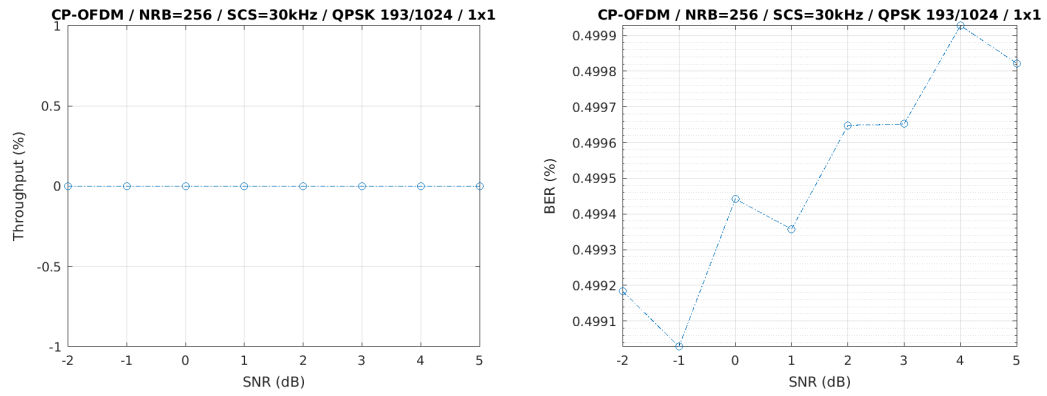 CP-OFDM / NRB=256 / SCS=30kHz / QPSK 193/1024 / 1x1
1
0.5
0
-0.5
-1
Throughput (%)
-2 -1 0 1 2 3 4 5
SNR (dB)
CP-OFDM / NRB=256 / SCS=30kHz / QPSK 193/1024 / 1x1
0.4999
0.4998
0.4997
0.4996
0.4995
0.4994
0.4993
0.4992
0.4991
BER (%)
-2 -1 0 1 2 3 4 5
SNR (dB)